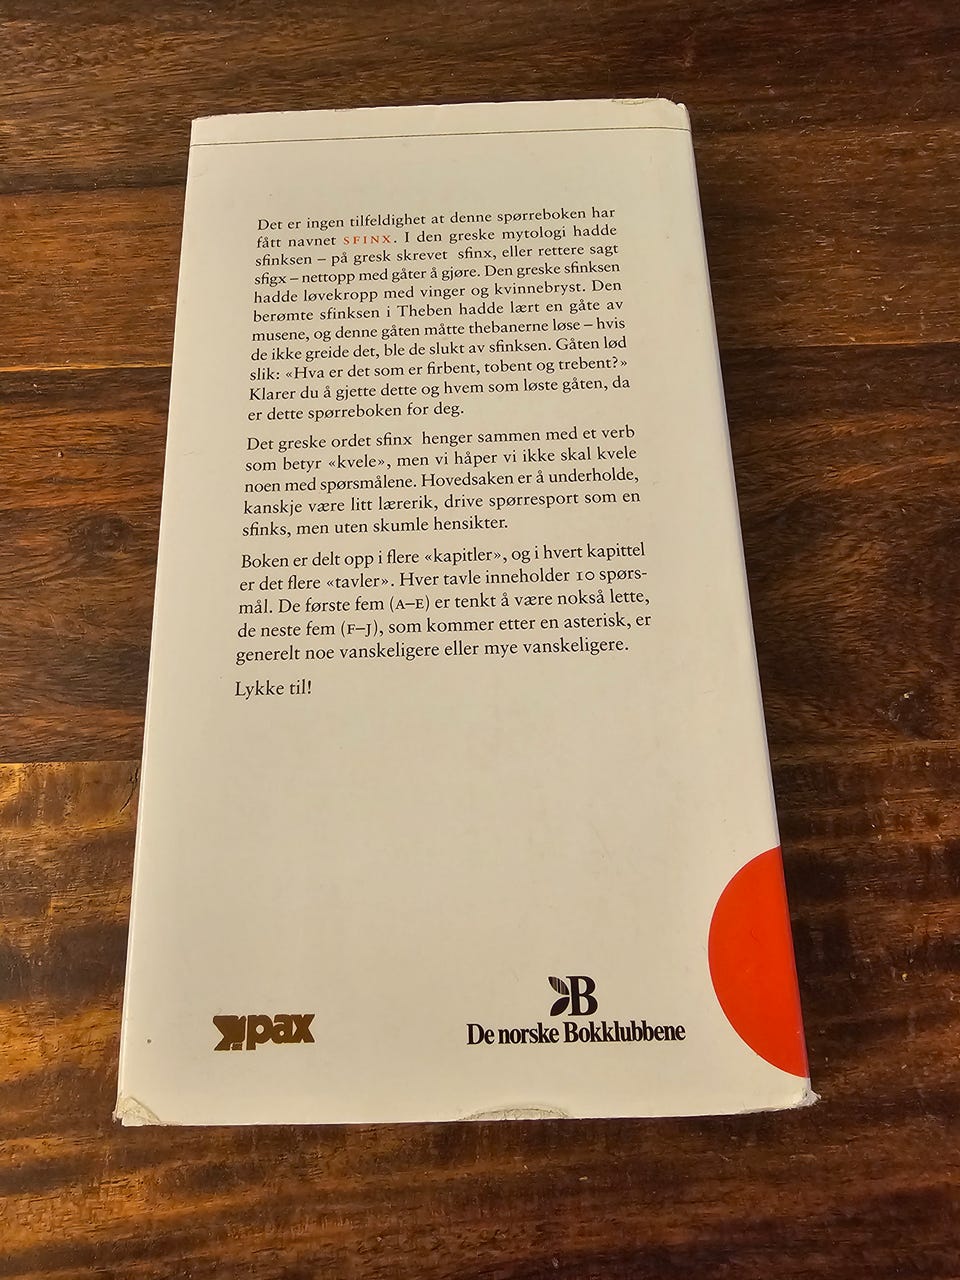 Det er ingen tilfeldighet at denne spørreboken har
fått navnet SFINX. I den greske mytologi hadde
sfinksen – på gresk skrevet sfinx, eller rettere sagt
sfigx – nettopp med gåter å gjøre. Den greske sfinksen
hadde løvekropp med vinger og kvinnebryst. Den
berømte sfinksen i Theben hadde lært en gåte av
musene, og denne gåten måtte thebanerne løse – hvis
de ikke greide det, ble de slukt av sfinksen. Gåten lød
slik: «Hva er det som er firbent, tobent og trebent?»
Klarer du å gjette dette og hvem som løste gåten, da
er dette spørreboken for deg.
Det greske ordet sfinx henger sammen med et verb
som betyr «kvele», men vi håper vi ikke skal kvele
noen med spørsmålene. Hovedsaken er å underholde,
kanskje være litt lærerik, drive spørresport som en
sfinks, men uten skumle hensikter.
Boken er delt opp i flere «kapitler», og i hvert kapittel
er det flere «tavler». Hver tavle inneholder 10 spørs-
mål. De første fem (A–E) er tenkt å være nokså lette,
de neste fem (F–J), som kommer etter en asterisk, er
generelt noe vanskeligere eller mye vanskeligere.
Lykke til!
pax
B
De norske Bokklubbene